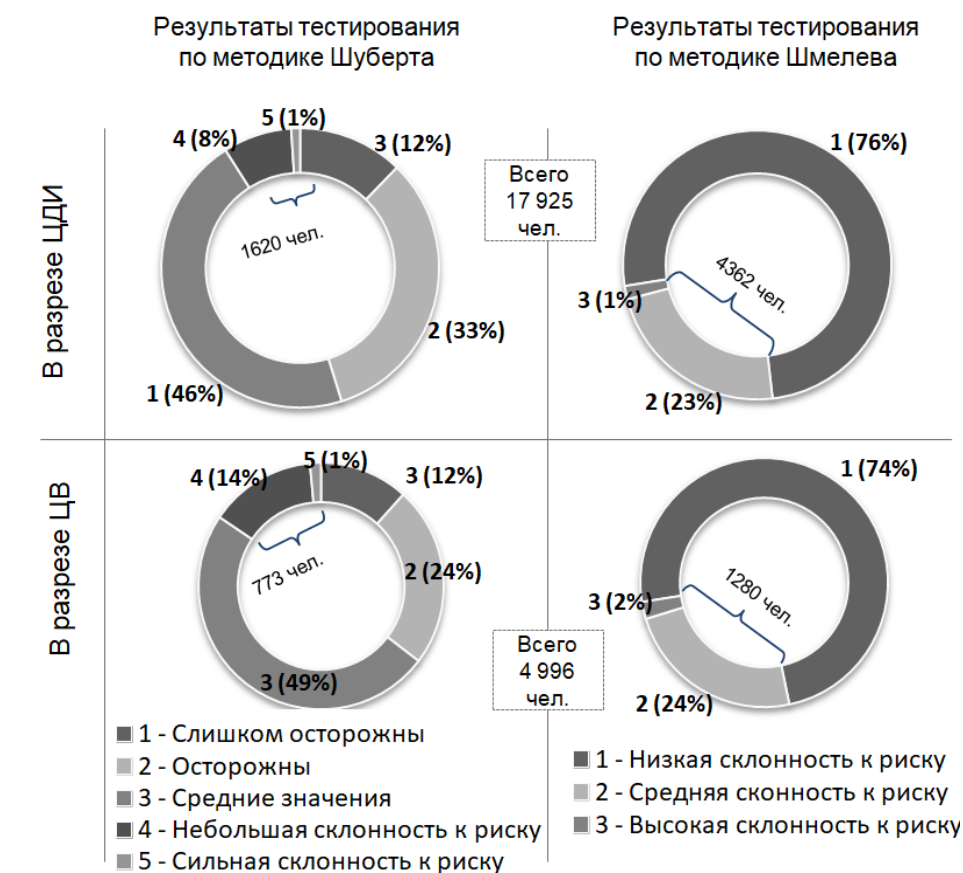 Результаты тестирования
по методике Шуберта
Результаты тестирования
по методике Шмелева
В разрезе ЦДИ
5 (1%)
4 (8%)
3 (12%)
1620 чел.
2 (33%)
1 (46%)
Всего
17 925
чел.
1 (76%)
4362 чел.
3 (1%)
2 (23%)
В разрезе ЦВ
5 (1%)
4 (14%)
3 (12%)
773 чел.
2 (24%)
3 (49%)
Всего
4 996
чел.
1 (74%)
1280 чел.
3 (2%)
2 (24%)
1 - Слишком осторожны
2 - Осторожны
3 - Средние значения
4 - Небольшая склонность к риску
5 - Сильная склонность к риску
1 - Низкая склонность к риску
2 - Средняя сконность к риску
3 - Высокая склонность к риску